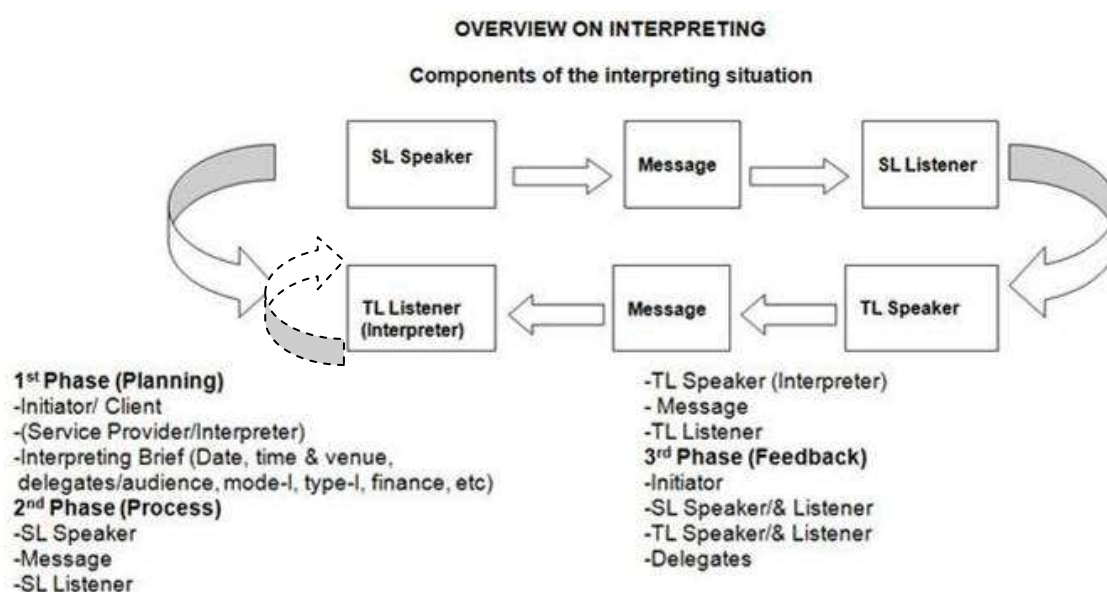 OVERVIEW ON INTERPRETING
Components of the interpreting situation
SL Speaker
Message
SL Listener
TL Listener
(Interpreter)
Message
TL Speaker
1st Phase (Planning)
-Initiator/ Client
-(Service Provider/Interpreter)
-Interpreting Brief (Date, time & venue,
delegates/audience, mode-I, type-I, finance, etc)
2nd Phase (Process)
-SL Speaker
-Message
-SL Listener
-TL Speaker (Interpreter)
- Message
-TL Listener
3rd Phase (Feedback)
-Initiator
-SL Speaker/& Listener
-TL Speaker/& Listener
-Delegates